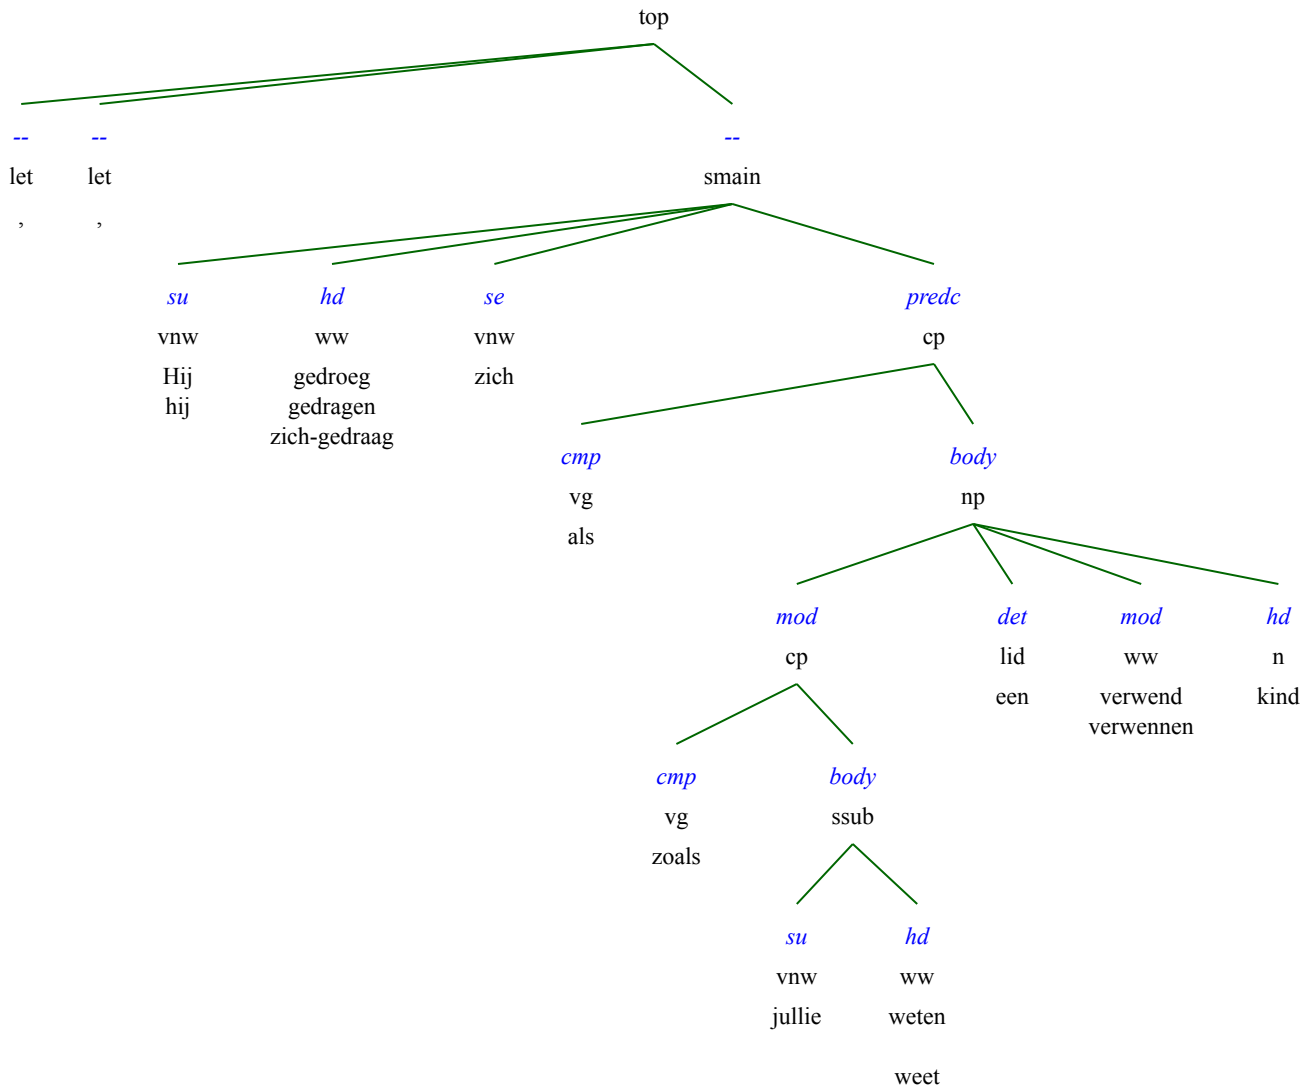 top
-- -- --
let let smain
, ,
su hd se predc
vnw ww vnw cp
Hij gedroeg zich
hij gedragen
zich-gedraag
cmp body
vg np
als
mod det mod hd
cp lid ww n
een verwend kind
verwennen
cmp body
vg ssub
zoals
su hd
vnw ww
jullie weten
weet